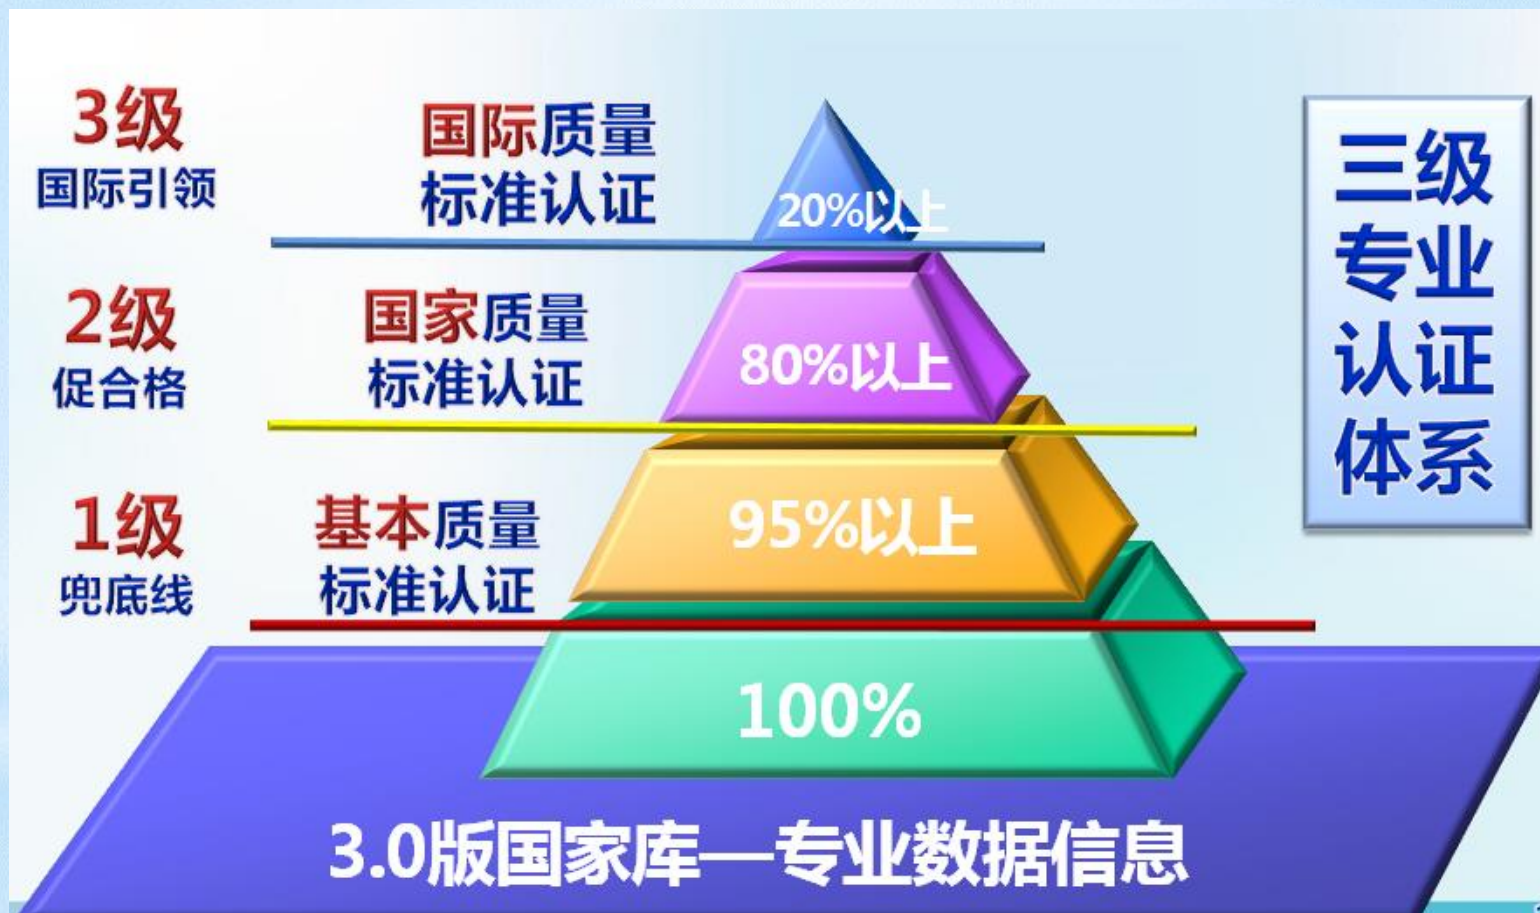 3级
国际引领
国际质量
标准认证
20%以上
2级
促合格
国家质量
标准认证
80%以上
1级
兜底线
基本质量
标准认证
95%以上
100%
3.0版国家库—专业数据信息
三级
专业
认证
体系